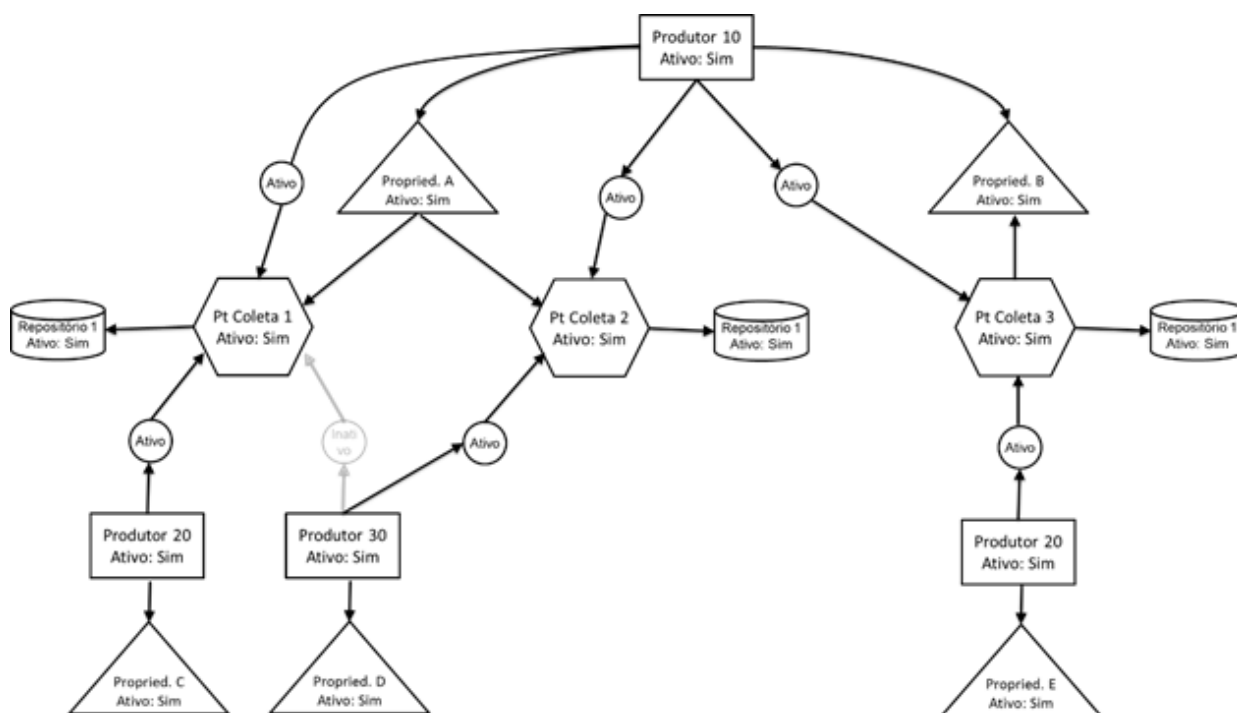 Produtor 10
Ativo: Sim
Ativo
Propried. A
Ativo: Sim
Ativo
Ativo
Propried. B
Ativo: Sim
Repositório 1
Ativo: Sim
Pt Coleta 1
Ativo: Sim
Pt Coleta 2
Ativo: Sim
Repositório 1
Ativo: Sim
Pt Coleta 3
Ativo: Sim
Repositório 1
Ativo: Sim
Ativo
Inati
vo
Ativo
Ativo
Produtor 20
Ativo: Sim
Produtor 30
Ativo: Sim
Produtor 20
Ativo: Sim
Propried. C
Ativo: Sim
Propried. D
Ativo: Sim
Propried. E
Ativo: Sim